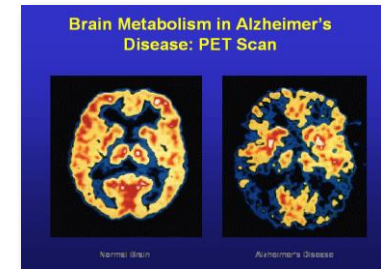 Brain Metabolism in Alzheimer's
Disease: PET Scan
Normal Brain
Alzheimer's Disease